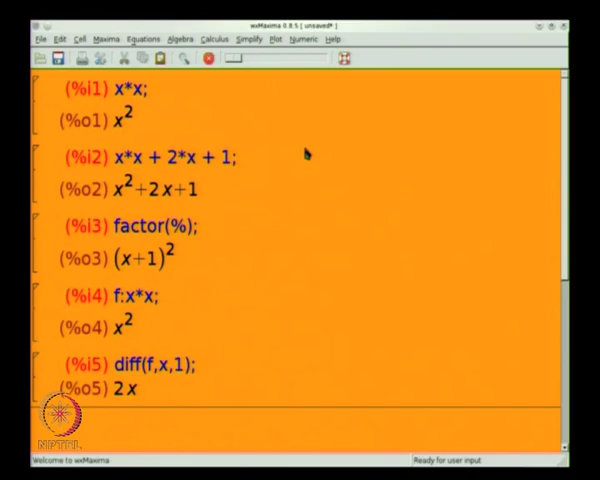 wxMaxima 0.8.5 [ unsaved* ]
File Edit Cell Maxima Equations Algebra Calculus Simplify Plot Numeric Help
(%i1) x*x;
(%o1) x²
(%i2) x*x + 2*x + 1;
(%o2) x²+2x+1
(%i3) factor(%);
(%o3) (x+1)²
(%i4) f:x*x;
(%o4) x²
(%i5) diff(f,x,1);
(%o5) 2x
NPTEL
Welcome to wxMaxima Ready for user input